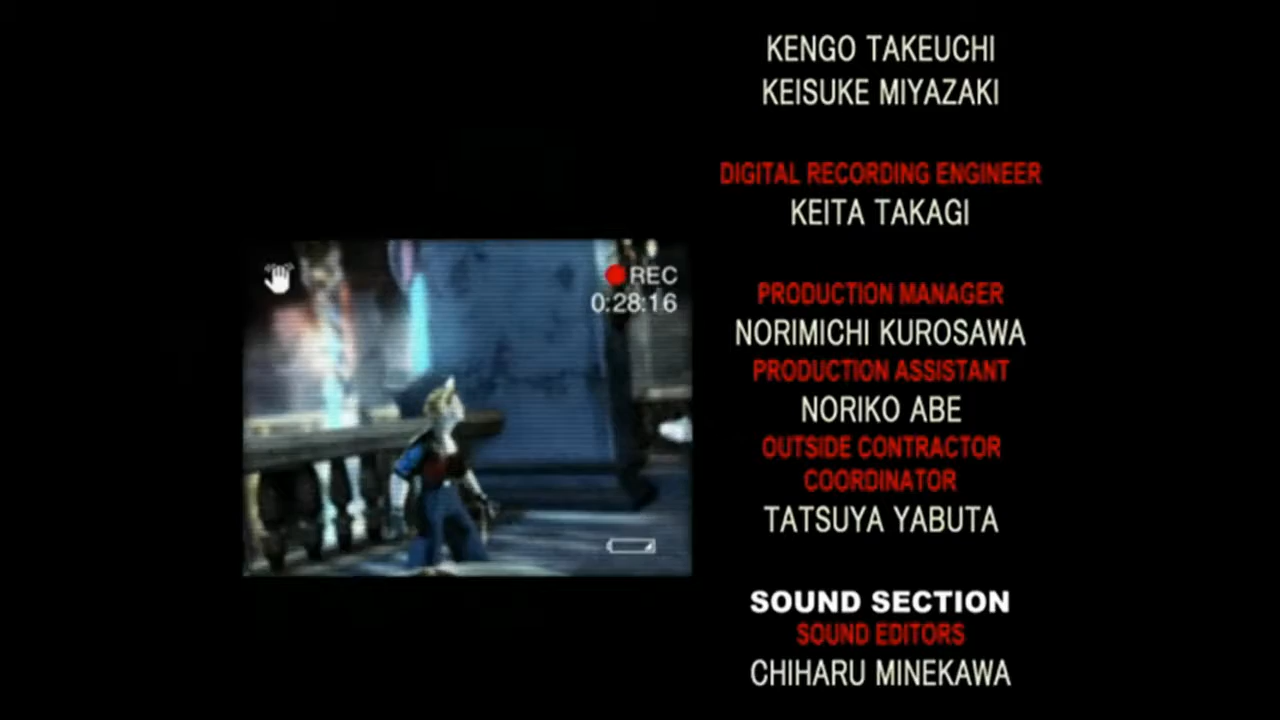 KENGO TAKEUCHI
KEISUKE MIYAZAKI
DIGITAL RECORDING ENGINEER
KEITA TAKAGI
REC
0:28:16
PRODUCTION MANAGER
NORIMICHI KUROSAWA
PRODUCTION ASSISTANT
NORIKO ABE
OUTSIDE CONTRACTOR
COORDINATOR
TATSUYA YABUTA
SOUND SECTION
SOUND EDITORS
CHIHARU MINEKAWA